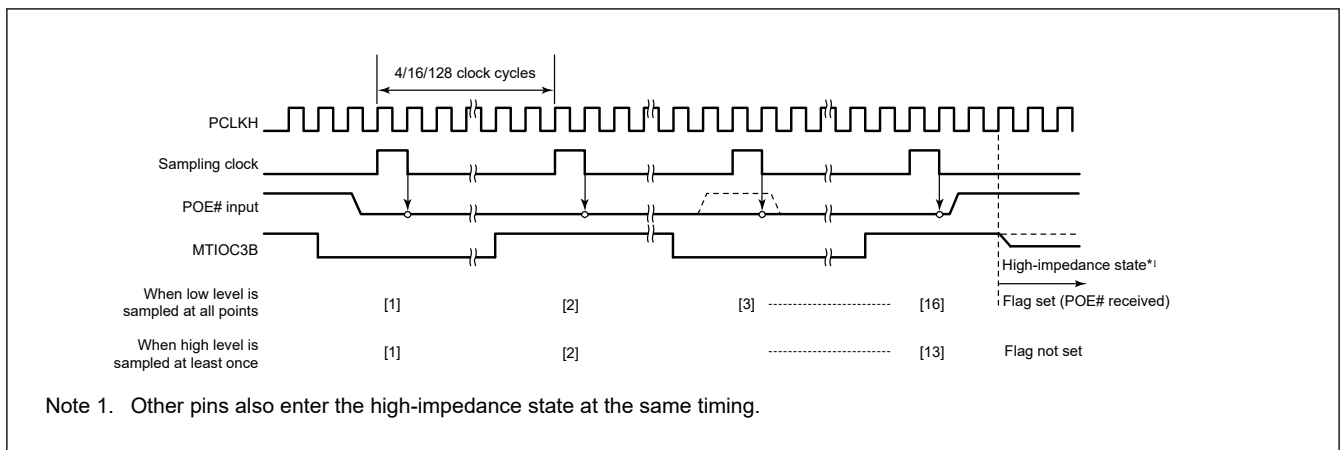 4/16/128 clock cycles
PCLKH
Sampling clock
POE# input
MTIOC3B
High-impedance state*1
When low level is
sampled at all points
[1] [2] [3] [16] Flag set (POE# received)
When high level is
sampled at least once
[1] [2] [13] Flag not set
Note 1. Other pins also enter the high-impedance state at the same timing.